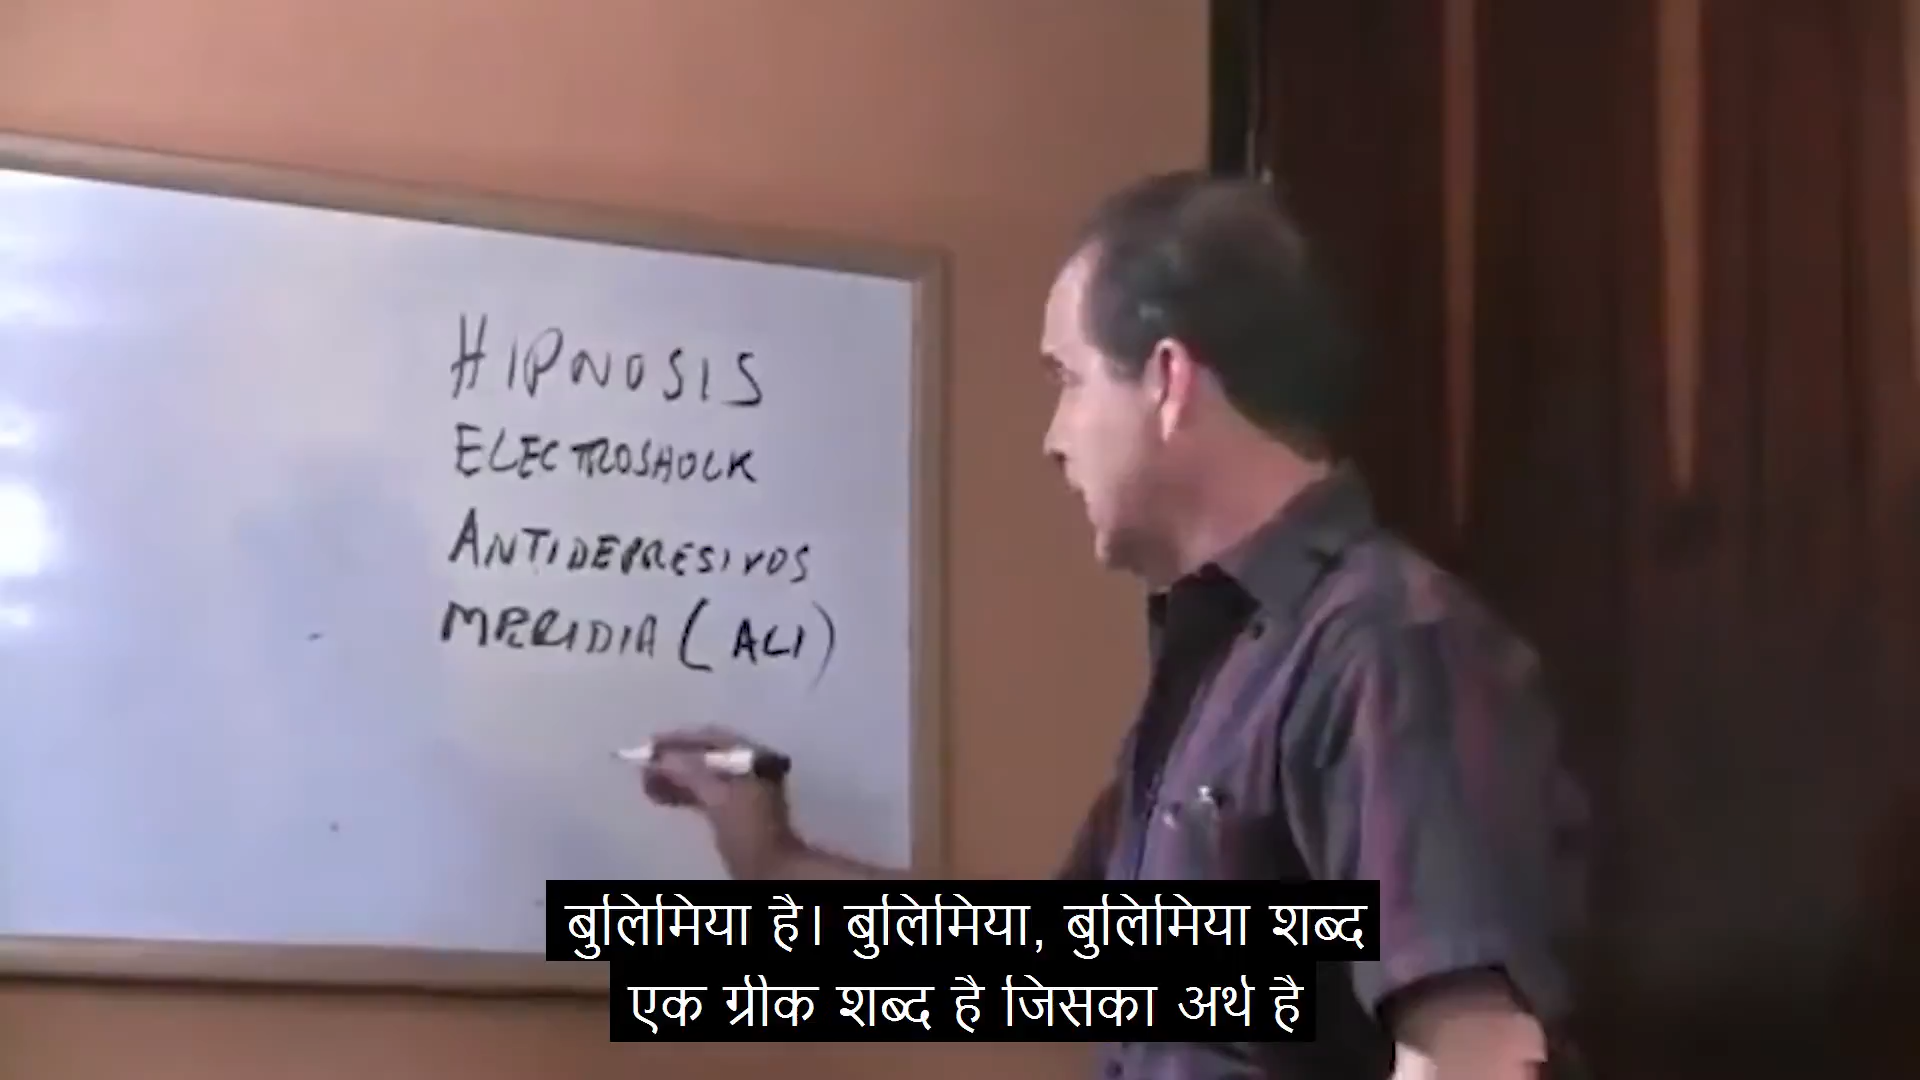 HIPNOSIS
ELECTROSHOCK
ANTIDEPRESIVOS
MERIDIA (ALI)
बुलिमिया है। बुलिमिया, बुलिमिया शब्द
एक ग्रीक शब्द है जिसका अर्थ है